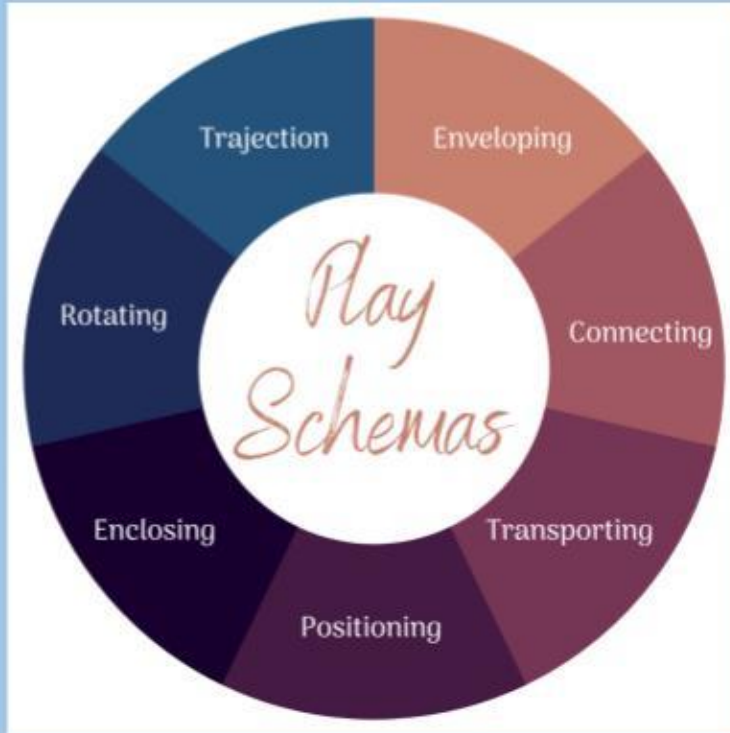 Trajection
Enveloping
Rotating
Play
Schemas
Connecting
Enclosing
Transporting
Positioning